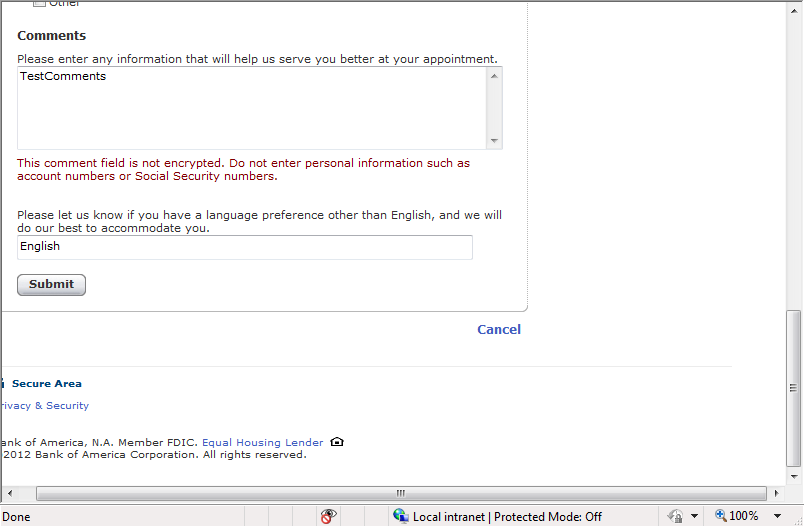 Other
Comments
Please enter any information that will help us serve you better at your appointment.
TestComments
This comment field is not encrypted. Do not enter personal information such as
account numbers or Social Security numbers.
Please let us know if you have a language preference other than English, and we will
do our best to accommodate you.
English
Submit
Cancel
Secure Area
rivacy & Security
ank of America, N.A. Member FDIC. Equal Housing Lender
2012 Bank of America Corporation. All rights reserved.
Done
Local intranet | Protected Mode: Off
100%